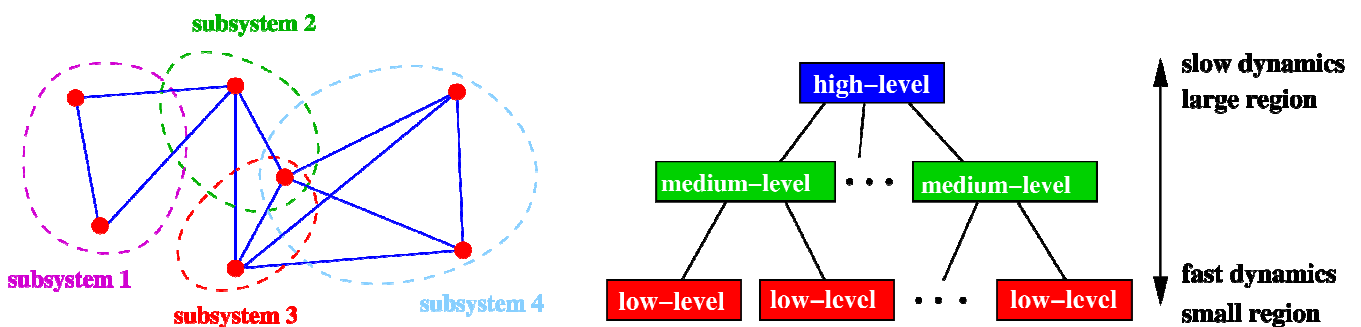 subsystem 2
subsystem 1
subsystem 3
subsystem 4
high-level
medium-level
• • •
medium-level
low-level
low-level
• • •
low-level
slow dynamics
large region
fast dynamics
small region